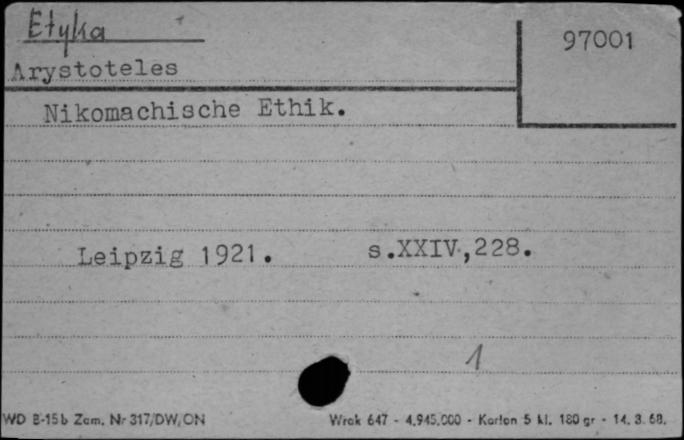 Etyka
97001
Arystoteles
Nikomachische Ethik.
Leipzig 1921. s.XXIV,228.
1
WD B-15b Zam. Nr 317/DW/ON Wrok 647 - 4.945.000 - Karton 5 kl. 180 gr - 14. 3. 68.